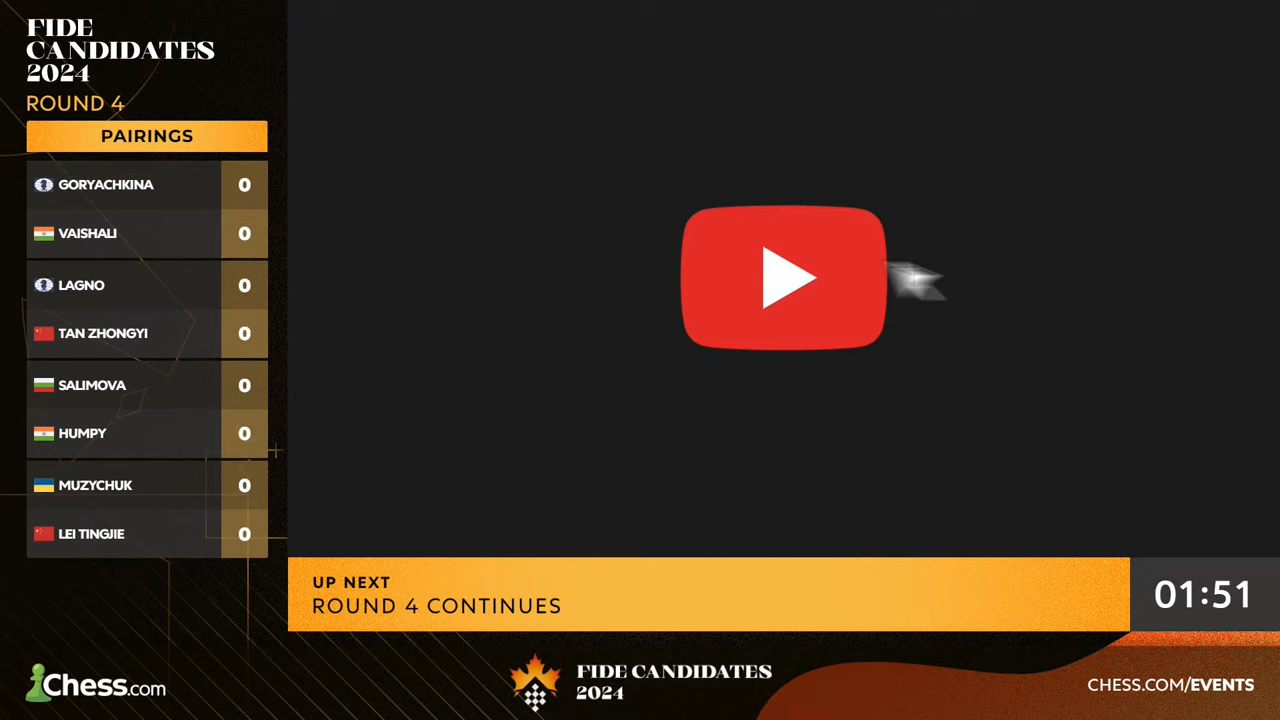 FIDE
CANDIDATES
2024
ROUND 4
PAIRINGS
GORYACHKINA 0
VAISHALI 0
LAGNO 0
TAN ZHONGYI 0
SALIMOVA 0
HUMPY 0
MUZYCHUK 0
LEI TINGJIE 0
UP NEXT
ROUND 4 CONTINUES
01:51
Chess.com
FIDE CANDIDATES
2024
CHESS.COM/EVENTS